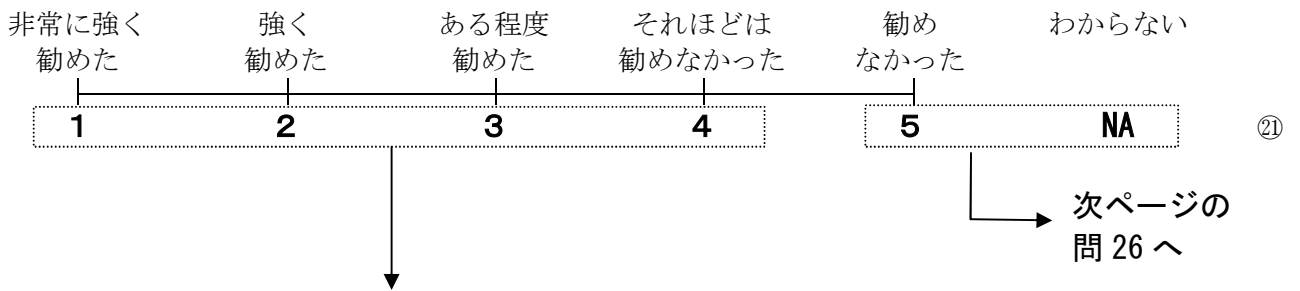 非常に強く 強く ある程度 それほどは 勧め わからない
勧めた 勧めた 勧めた 勧めなかった なかった
1 2 3 4 5 NA ㉑
次ページの
問 26 へ